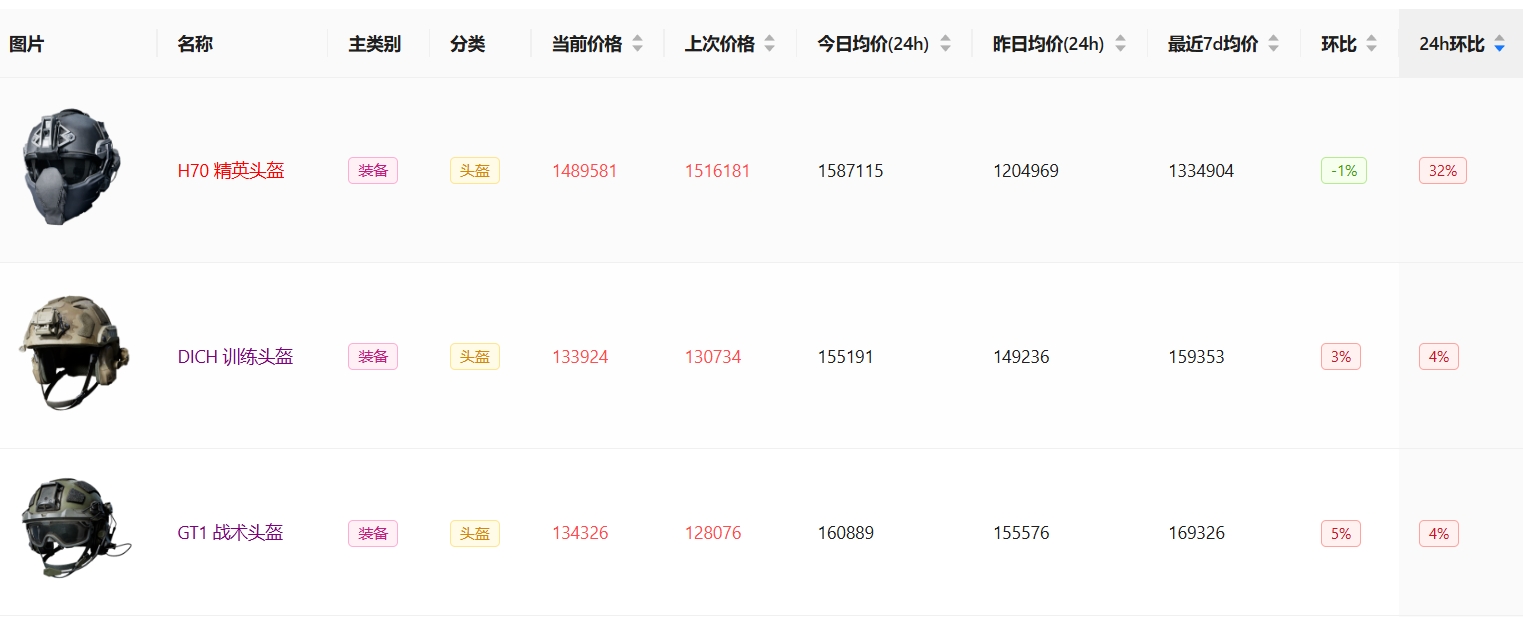 图片 名称 主类别 分类 当前价格 上次价格 今日均价(24h) 昨日均价(24h) 最近7d均价 环比 24h环比
H70 精英头盔 装备 头盔 1489581 1516181 1587115 1204969 1334904 -1% 32%
DICH 训练头盔 装备 头盔 133924 130734 155191 149236 159353 3% 4%
GT1 战术头盔 装备 头盔 134326 128076 160889 155576 169326 5% 4%